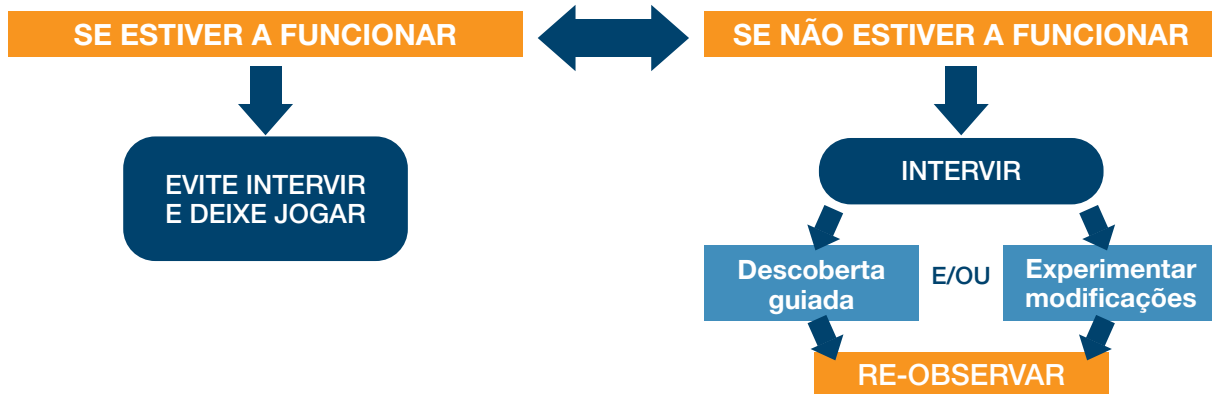 SE ESTIVER A FUNCIONAR
SE NÃO ESTIVER A FUNCIONAR
EVITE INTERVIR
E DEIXE JOGAR
INTERVIR
Descoberta
guiada
E/OU
Experimentar
modificações
RE-OBSERVAR